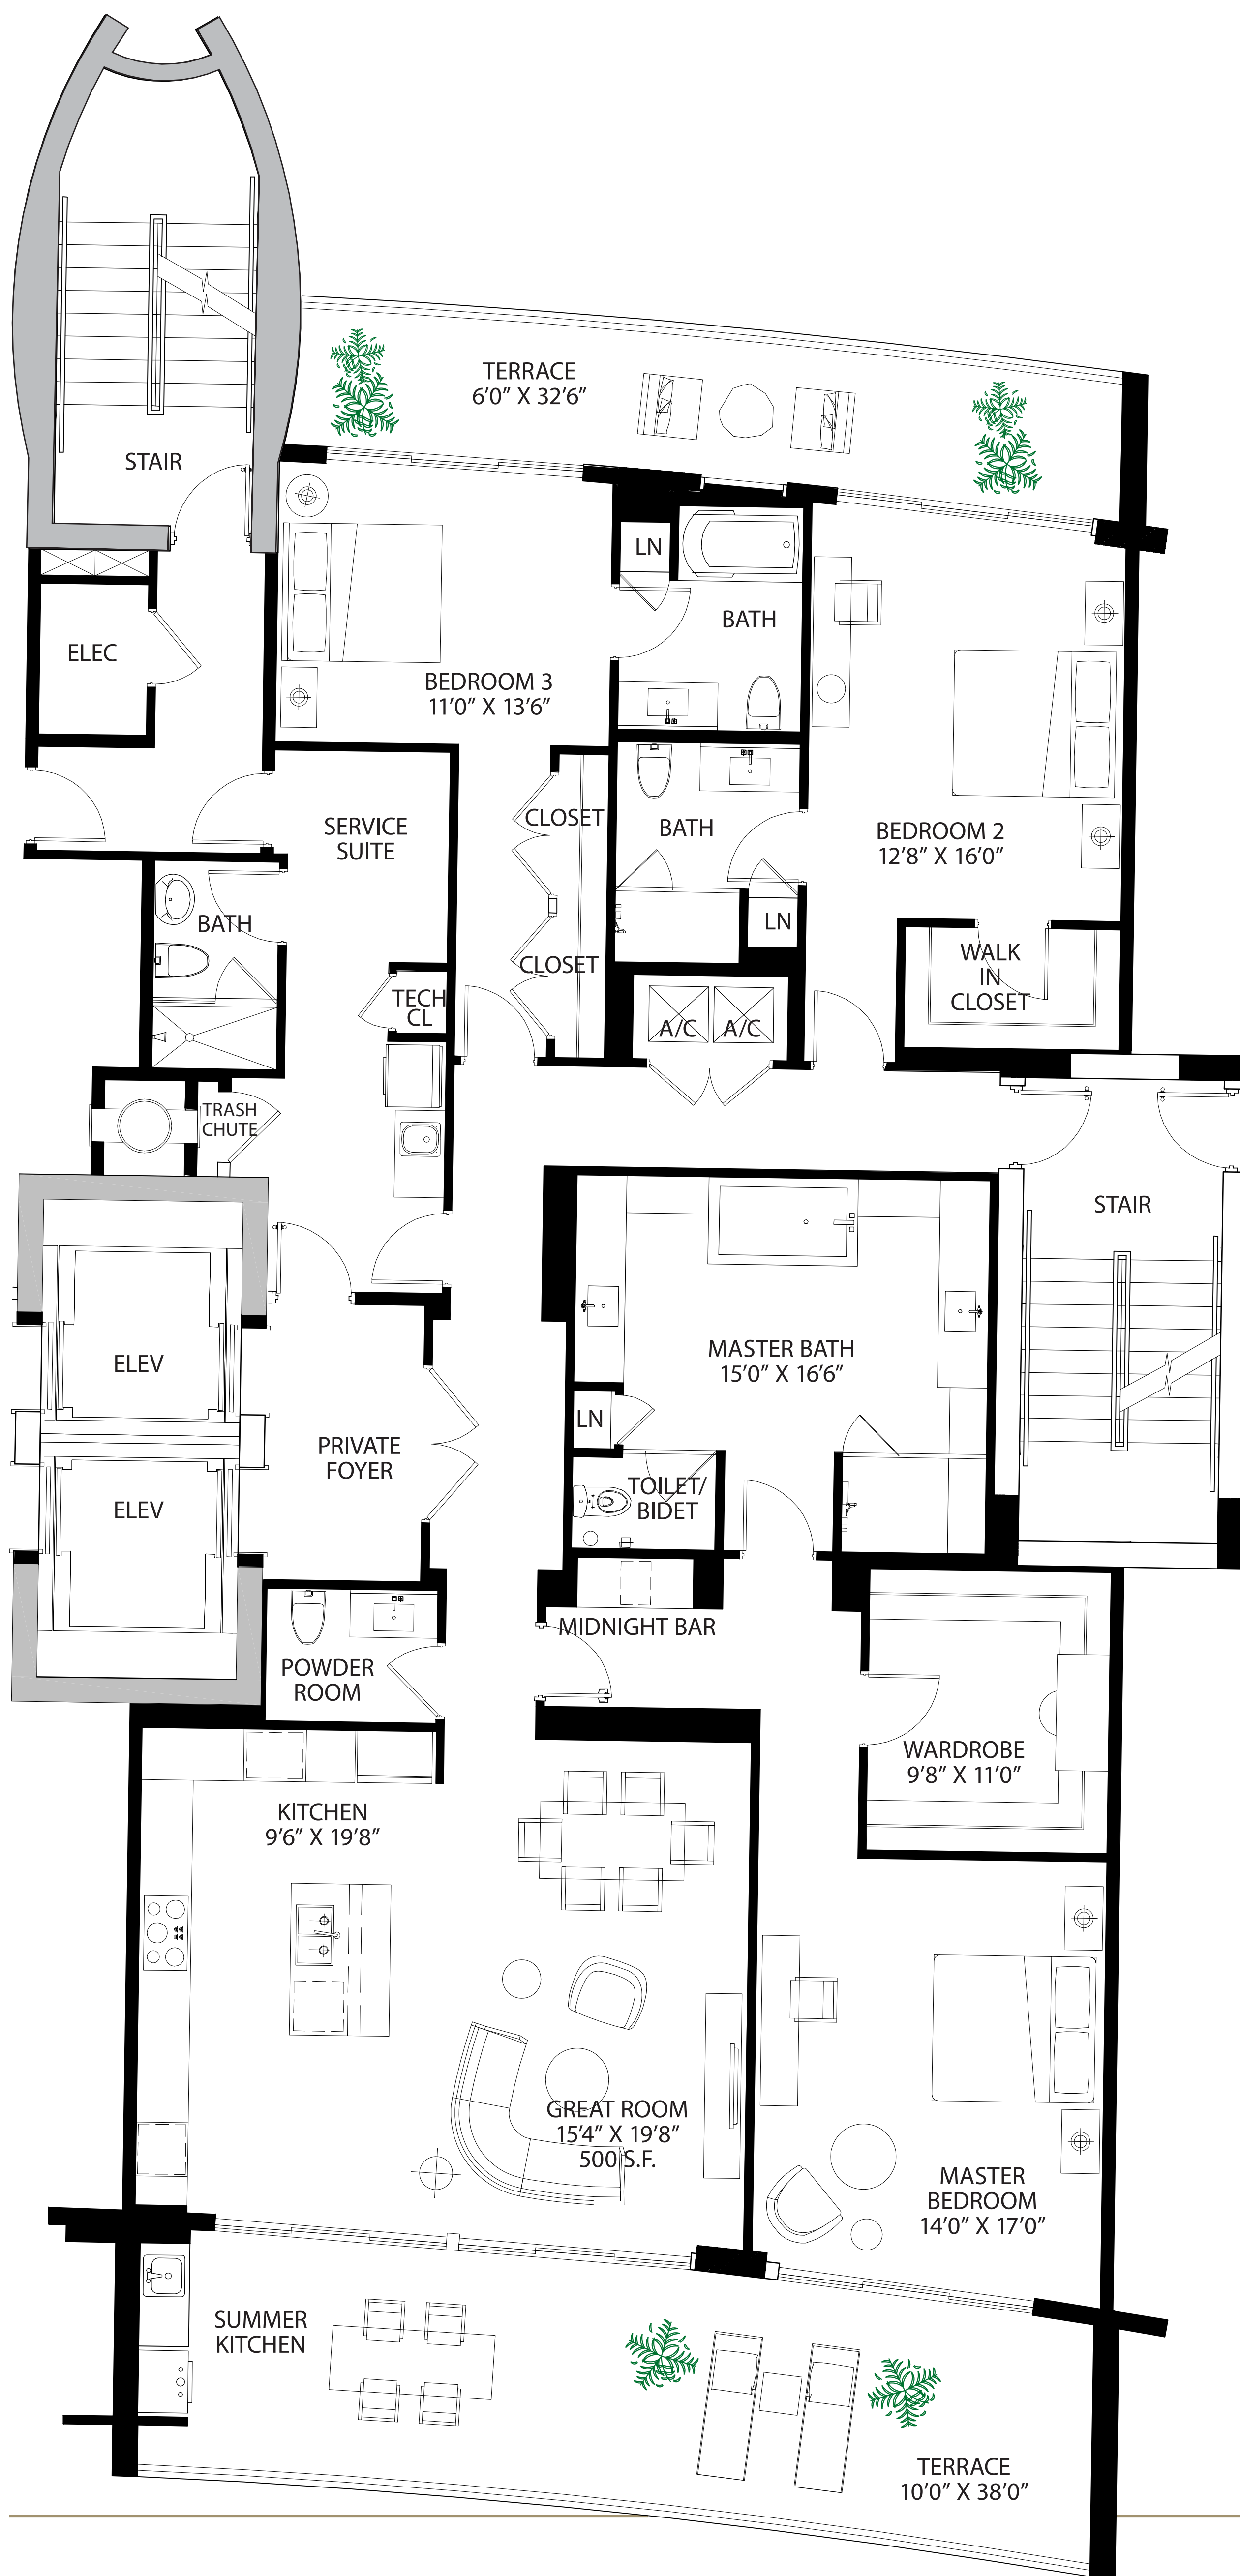 TERRACE
6’0” X 32’6”
STAIR
LN
BATH
ELEC
BEDROOM 3
11’0” X 13’6”
CLOSET
SERVICE
SUITE
BATH
BEDROOM 2
12’8” X 16’0”
BATH
LN
CLOSET
WALK
IN
CLOSET
TECH
CL
A/C
A/C
TRASH
CHUTE
STAIR
ELEV
MASTER BATH
15’0” X 16’6”
LN
PRIVATE
FOYER
TOILET/
BIDET
ELEV
MIDNIGHT BAR
POWDER
ROOM
WARDROBE
9’8” X 11’0”
KITCHEN
9’6” X 19’8”
GREAT ROOM
15’4” X 19’8”
500 S.F.
MASTER
BEDROOM
14’0” X 17’0”
SUMMER
KITCHEN
TERRACE
10’0” X 38’0”